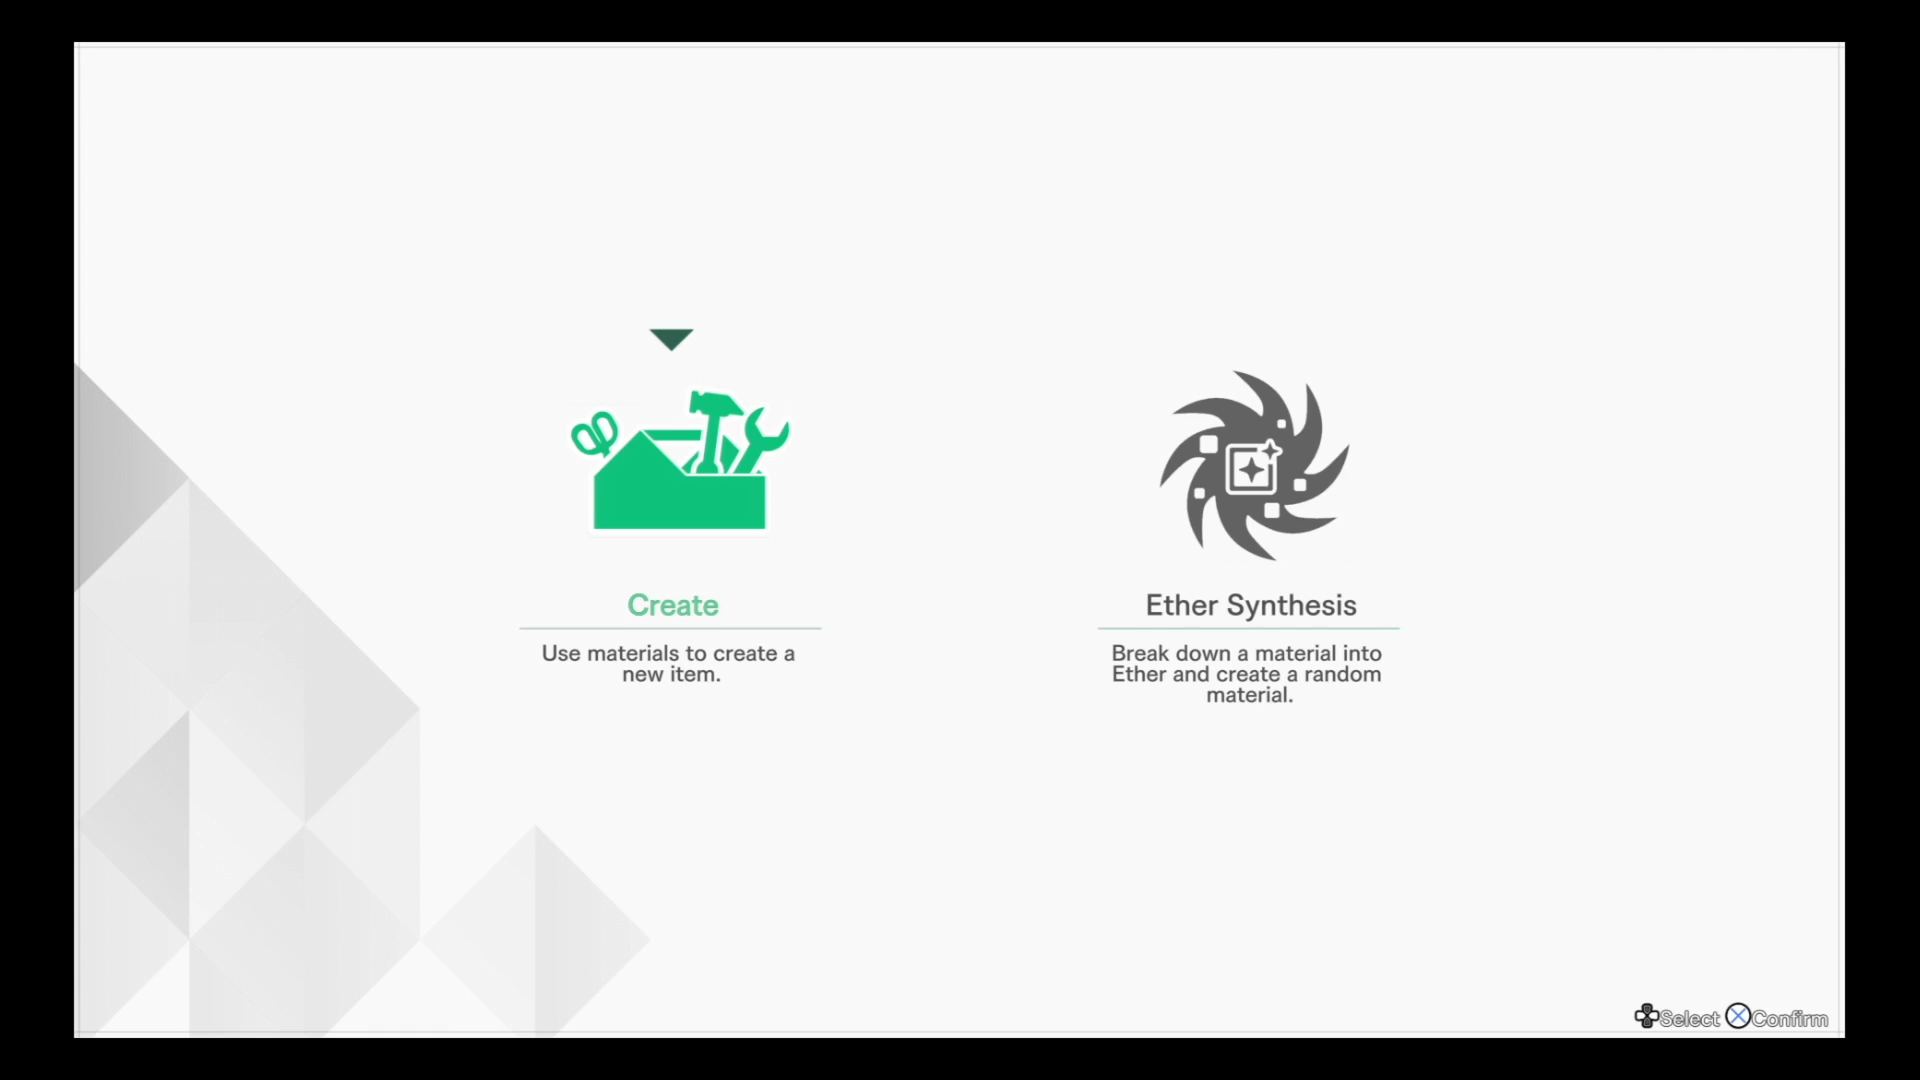 Create
Use materials to create a
new item.
Ether Synthesis
Break down a material into
Ether and create a random
material.
Select Confirm